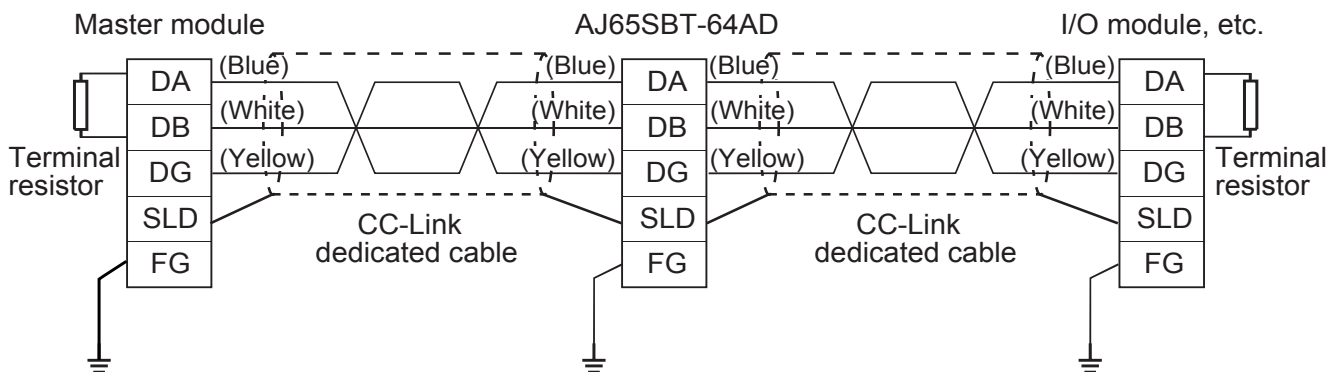 Master module
AJ65SBT-64AD
I/O module, etc.
DA
(Blue)
(Blue)
DA
(Blue)
(Blue)
DA
DB
(White)
(White)
DB
(White)
(White)
DB
Terminal
resistor
DG
(Yellow)
(Yellow)
DG
(Yellow)
(Yellow)
DG
Terminal
resistor
SLD
CC-Link
dedicated cable
SLD
CC-Link
dedicated cable
SLD
FG
FG
FG